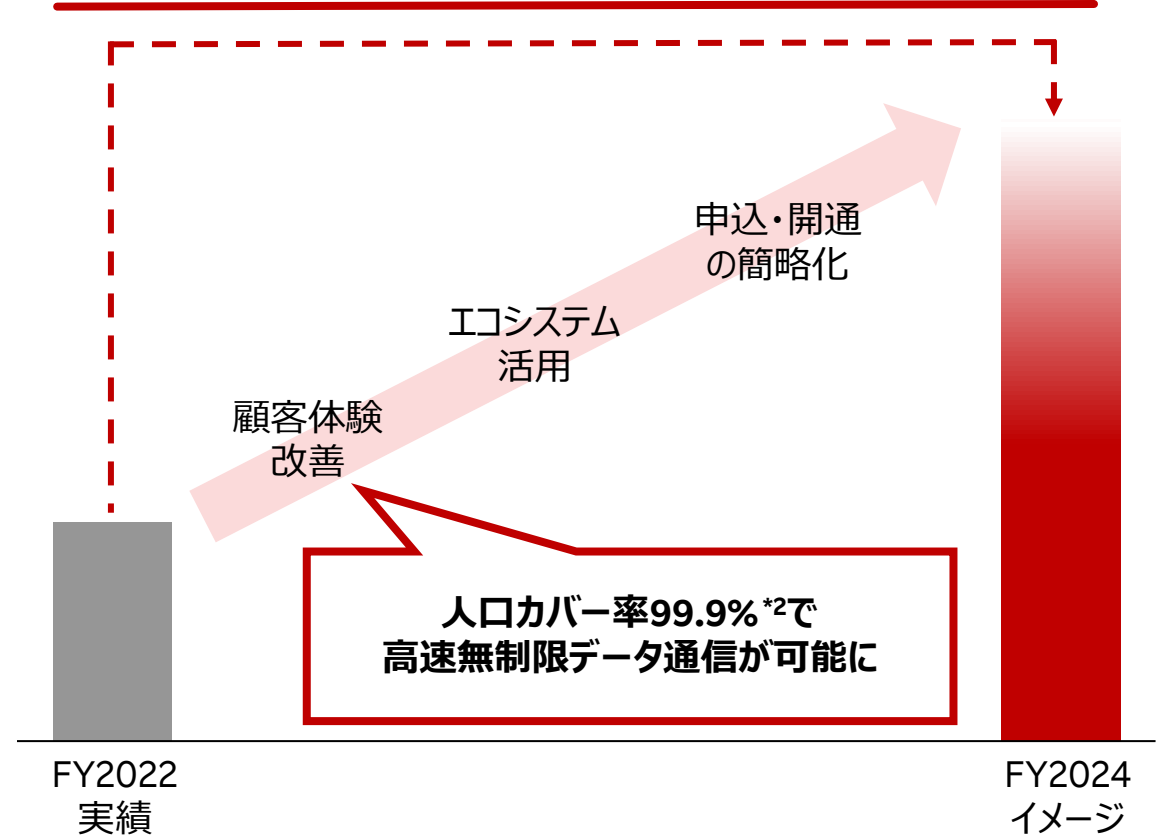 申込・開通
の簡略化
エコシステム
活用
顧客体験
改善
人口カバー率99.9%*2で
高速無制限データ通信が可能に
FY2022
実績
FY2024
イメージ